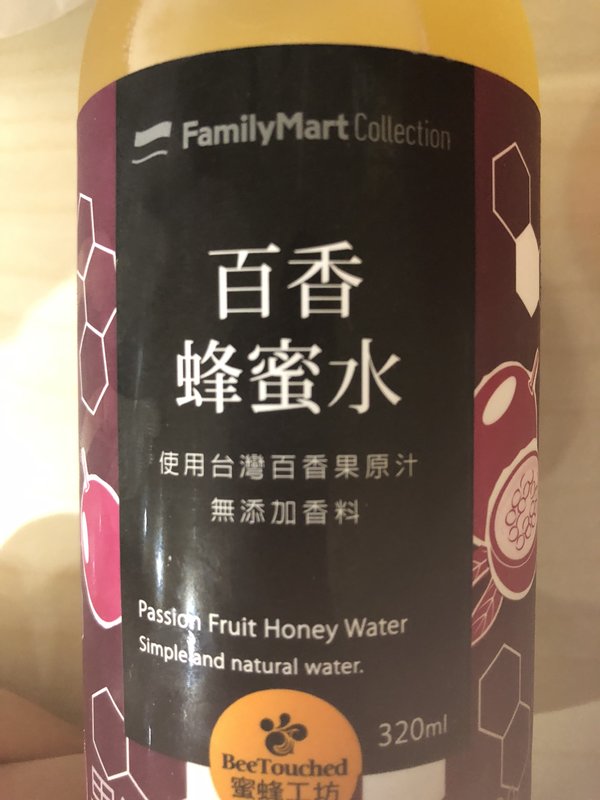 FamilyMart Collection
百香
蜂蜜水
使用台灣百香果原汁
無添加香料
Passion Fruit Honey Water
Simple and natural water.
320ml
BeeTouched
蜜蜂工坊